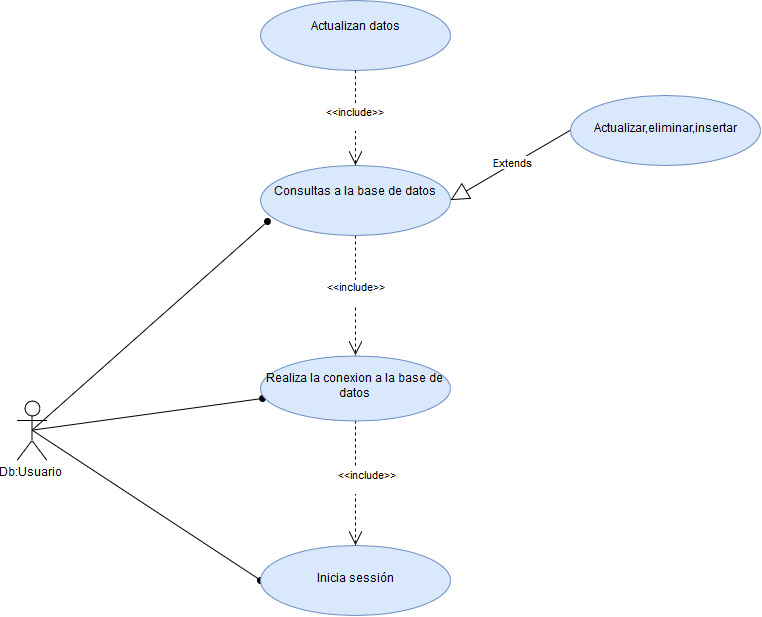 Actualizan datos
<<include>>
Actualizar,eliminar,insertar
Extends
Consultas a la base de datos
<<include>>
Realiza la conexion a la base de
datos
Db:Usuario
<<include>>
Inicia sessión